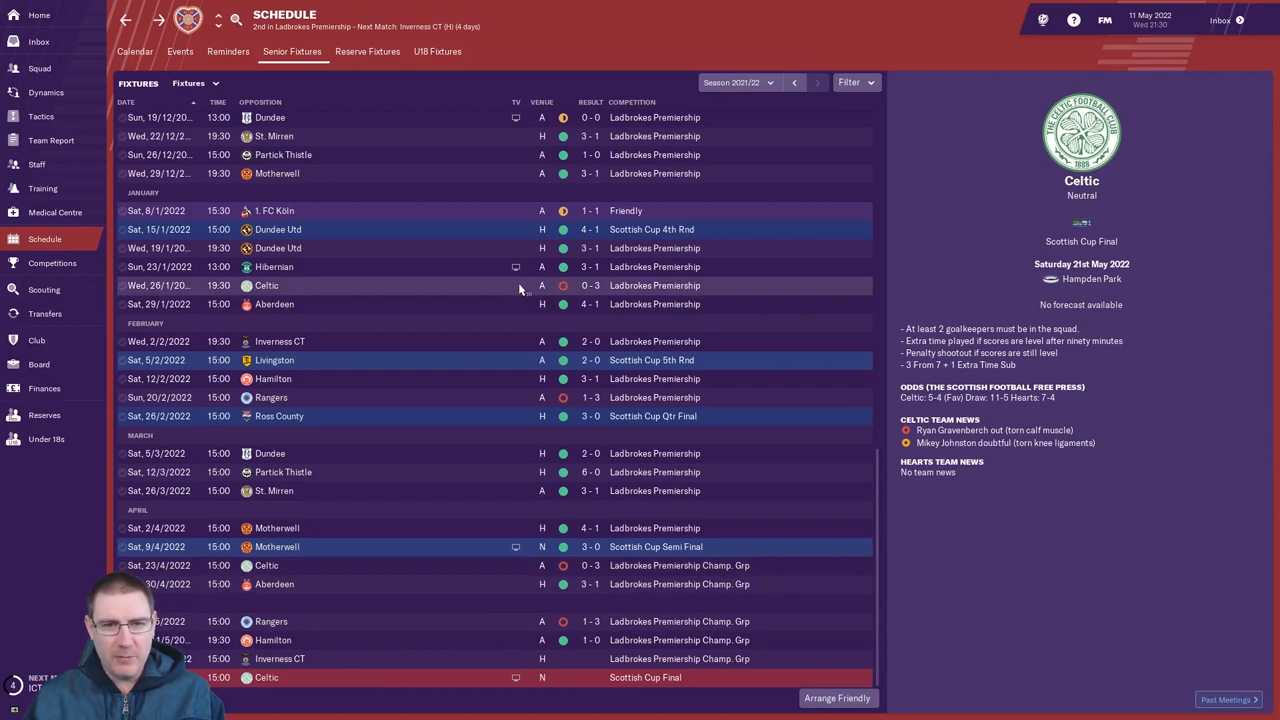 Home
SCHEDULE
2nd in Ladbrokes Premiership - Next Match: Inverness CT (H) (4 days)
FM
11 May 2022
Wed 21:30
Inbox
Inbox
Squad
Dynamics
Tactics
Team Report
Staff
Training
Medical Centre
Schedule
Competitions
Scouting
Transfers
Club
Board
Finances
Reserves
Under 18s
Calendar Events Reminders Senior Fixtures Reserve Fixtures U18 Fixtures
FIXTURES Fixtures Season 2021/22 Filter
DATE TIME OPPOSITION TV VENUE RESULT COMPETITION
Sun, 19/12/20... 13:00 Dundee A 0 - 0 Ladbrokes Premiership
Wed, 22/12/... 19:30 St. Mirren H 3 - 1 Ladbrokes Premiership
Sun, 26/12/... 15:00 Partick Thistle A 1 - 0 Ladbrokes Premiership
Wed, 29/12/... 19:30 Motherwell A 3 - 1 Ladbrokes Premiership
JANUARY
Sat, 8/1/2022 15:30 1. FC Köln A 1 - 1 Friendly
Sat, 15/1/2022 15:00 Dundee Utd H 4 - 1 Scottish Cup 4th Rnd
Wed, 19/1/20... 19:30 Dundee Utd H 3 - 1 Ladbrokes Premiership
Sun, 23/1/2022 13:00 Hibernian A 3 - 1 Ladbrokes Premiership
Wed, 26/1/20... 19:30 Celtic A 0 - 3 Ladbrokes Premiership
Sat, 29/1/2022 15:00 Aberdeen H 4 - 1 Ladbrokes Premiership
FEBRUARY
Wed, 2/2/2022 19:30 Inverness CT A 2 - 0 Ladbrokes Premiership
Sat, 5/2/2022 15:00 Livingston A 2 - 0 Scottish Cup 5th Rnd
Sat, 12/2/2022 15:00 Hamilton H 3 - 1 Ladbrokes Premiership
Sun, 20/2/2022 15:00 Rangers A 1 - 3 Ladbrokes Premiership
Sat, 26/2/2022 15:00 Ross County H 3 - 0 Scottish Cup Qtr Final
MARCH
Sat, 5/3/2022 15:00 Dundee H 2 - 0 Ladbrokes Premiership
Sat, 12/3/2022 15:00 Partick Thistle H 6 - 0 Ladbrokes Premiership
Sat, 26/3/2022 15:00 St. Mirren A 3 - 1 Ladbrokes Premiership
APRIL
Sat, 2/4/2022 15:00 Motherwell H 4 - 1 Ladbrokes Premiership
Sat, 9/4/2022 15:00 Motherwell N 3 - 0 Scottish Cup Semi Final
Sat, 23/4/2022 15:00 Celtic A 0 - 3 Ladbrokes Premiership Champ. Grp
30/4/2022 15:00 Aberdeen H 3 - 1 Ladbrokes Premiership Champ. Grp
5/2022 15:00 Rangers A 1 - 3 Ladbrokes Premiership Champ. Grp
1/5/20... 19:30 Hamilton A 1 - 0 Ladbrokes Premiership Champ. Grp
22 15:00 Inverness CT H Ladbrokes Premiership Champ. Grp
15:00 Celtic N Scottish Cup Final
Arrange Friendly
4 NEXT M
ICT
THE CELTIC FOOTBALL CLUB
1888
Celtic
Neutral
Scottish Cup Final
Saturday 21st May 2022
Hampden Park
No forecast available
- At least 2 goalkeepers must be in the squad.
- Extra time played if scores are level after ninety minutes
- Penalty shootout if scores are still level
- 3 From 7 + 1 Extra Time Sub
ODDS (THE SCOTTISH FOOTBALL FREE PRESS)
Celtic: 5-4 (Fav) Draw: 11-5 Hearts: 7-4
CELTIC TEAM NEWS
Ryan Gravenberch out (torn calf muscle)
Mikey Johnston doubtful (torn knee ligaments)
HEARTS TEAM NEWS
No team news
Past Meetings